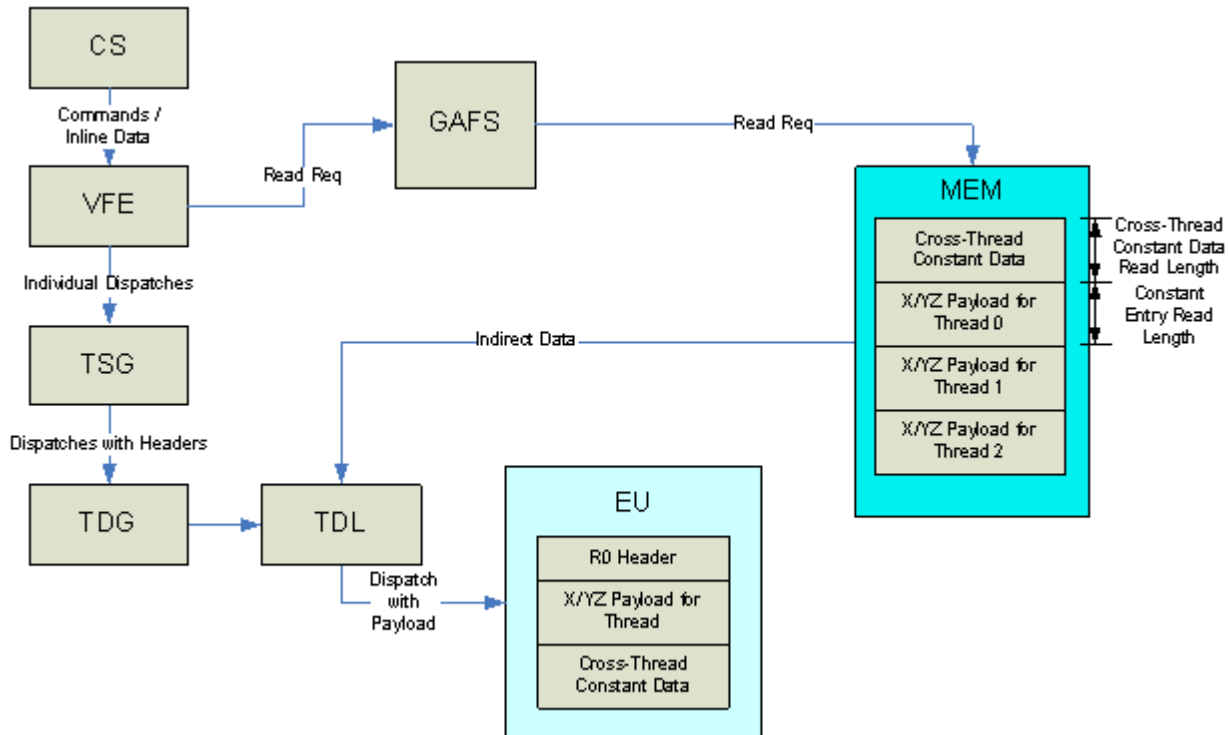 CS
Commands /
Inline Data
GAFS
Read Req
Read Req
VFE
MEM
Cross-Thread
Constant Data
Cross-Thread
Constant Data
Read Length
Individual Dispatches
X/YZ Payload for
Thread 0
Constant
Entry Read
Length
TSG
Indirect Data
X/YZ Payload for
Thread 1
X/YZ Payload for
Thread 2
Dispatches with Headers
TDG
TDL
EU
R0 Header
Dispatch
with
Payload
X/YZ Payload for
Thread
Cross-Thread
Constant Data